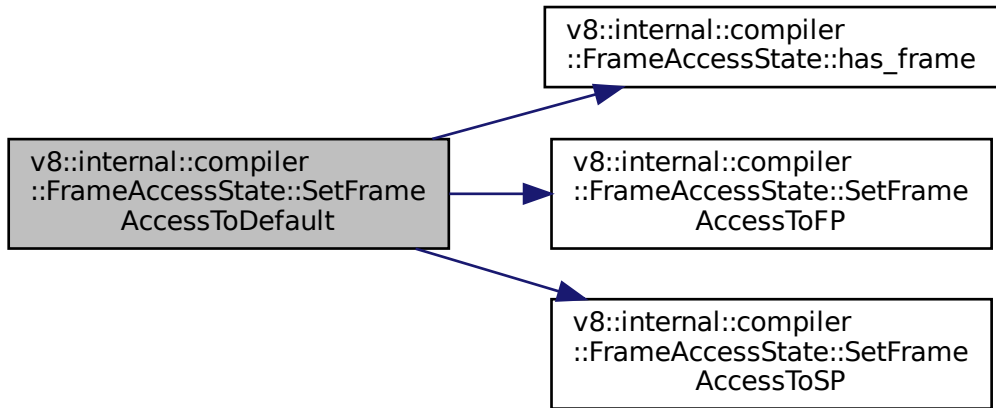 v8::internal::compiler
::FrameAccessState::has_frame
v8::internal::compiler
::FrameAccessState::SetFrame
AccessToDefault
v8::internal::compiler
::FrameAccessState::SetFrame
AccessToFP
v8::internal::compiler
::FrameAccessState::SetFrame
AccessToSP